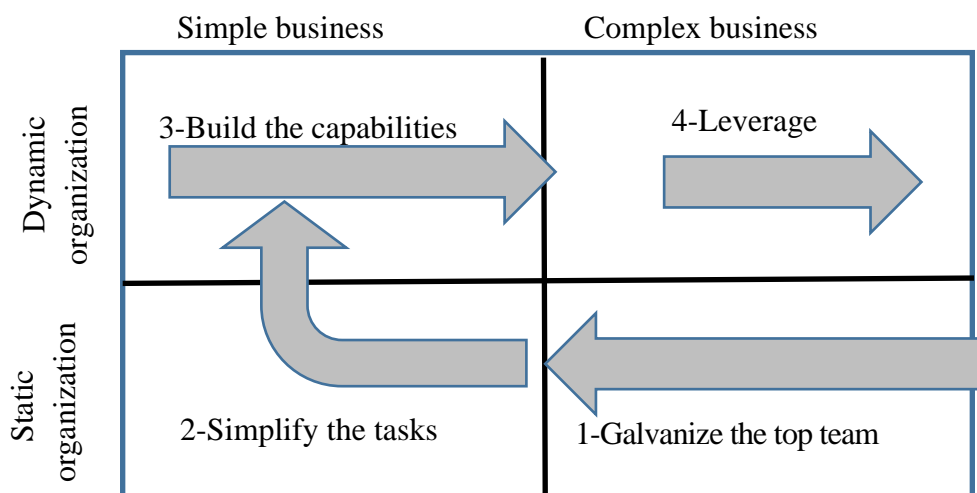 Simple business
Complex business
Dynamic
organization
3-Build the capabilities
4-Leverage
Static
organization
2-Simplify the tasks
1-Galvanize the top team